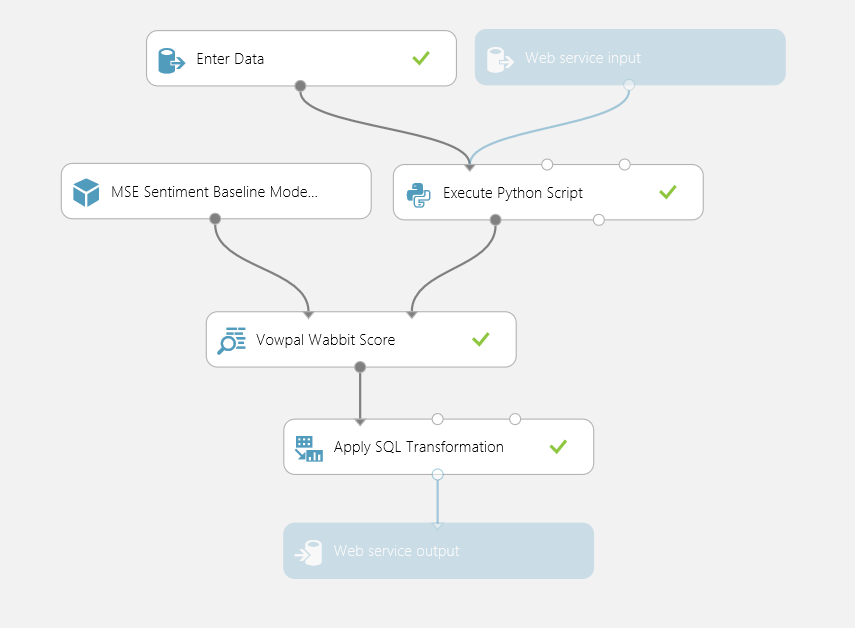 Enter Data
Web service input
MSE Sentiment Baseline Mode...
Execute Python Script
Vowpal Wabbit Score
Apply SQL Transformation
Web service output